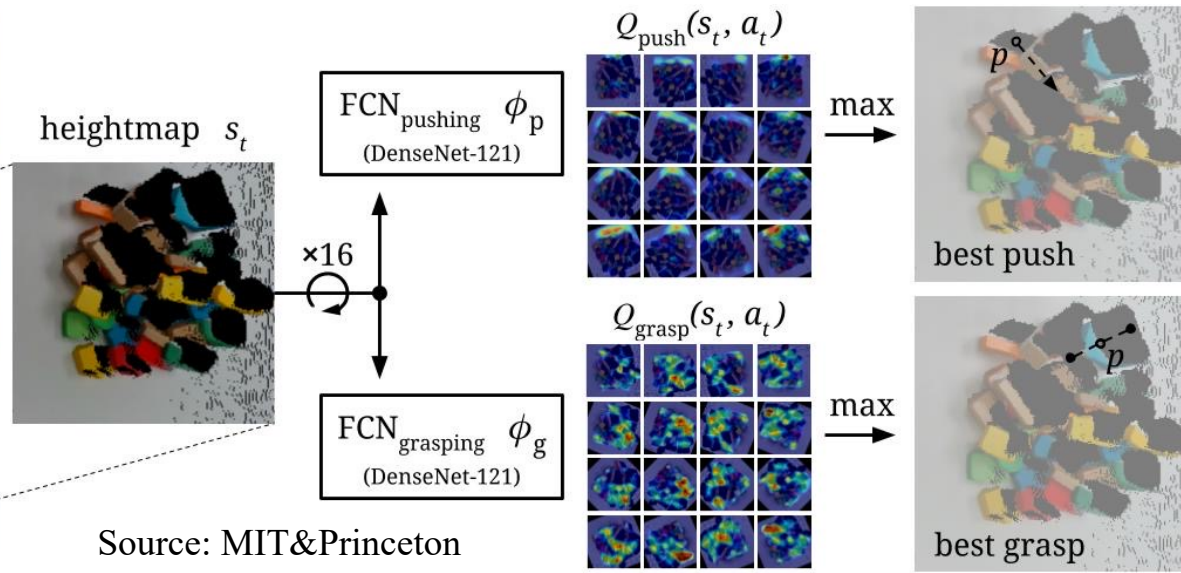 heightmap s_t
×16
FCN_pushing ϕ_p
(DenseNet-121)
FCN_grasping ϕ_g
(DenseNet-121)
Q_push(s_t, a_t)
max
p
best push
Q_grasp(s_t, a_t)
max
p
best grasp
Source: MIT&Princeton